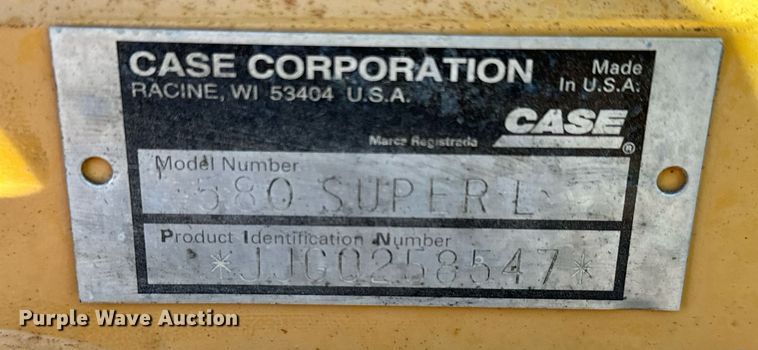 CASE CORPORATION
RACINE, WI 53404 U.S.A.
Made
In U.S.A.
Marca Registrada
CASE
®
Model Number
580 SUPER L
Product Identification Number
*JJG0258547*
Purple Wave Auction